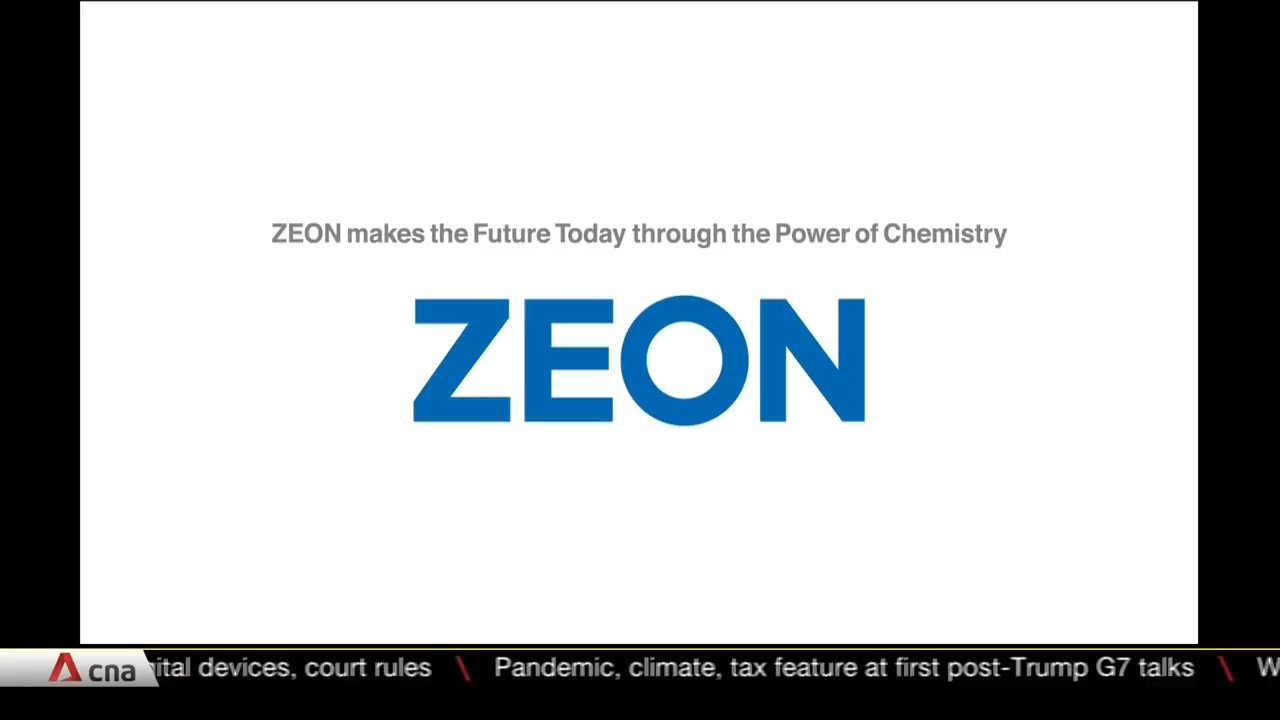 ZEON makes the Future Today through the Power of Chemistry
ZEON
cna
devices, court rules \ Pandemic, climate, tax feature at first post-Trump G7 talks \